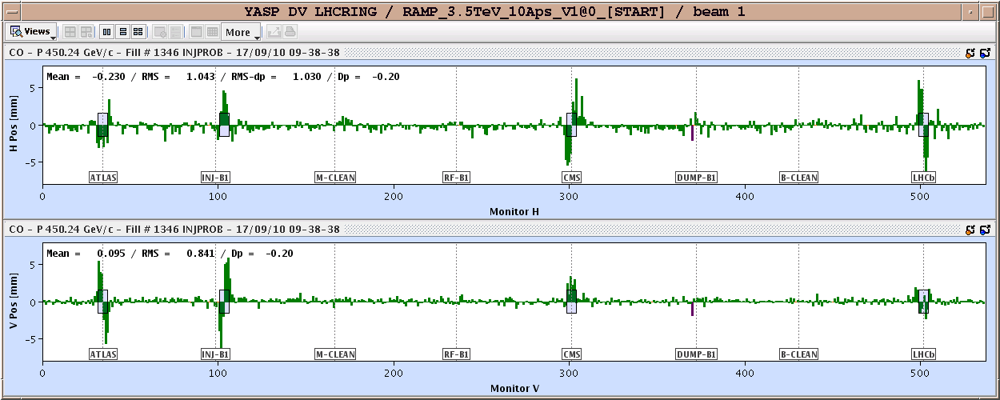 YASP DV LHCRING / RAMP_3.5TeV_10Aps_V1@0_[START] / beam 1
Views More
CO - P 450.24 GeV/c - Fill # 1346 INJPROB - 17/09/10 09-38-38
Mean = -0.230 / RMS = 1.043 / RMS-dp = 1.030 / Dp = -0.20
H Pos [mm]
5
0
-5
ATLAS INJ-B1 M-CLEAN RF-B1 CMS DUMP-B1 B-CLEAN LHCb
0 100 200 300 400 500
Monitor H
CO - P 450.24 GeV/c - Fill # 1346 INJPROB - 17/09/10 09-38-38
Mean = 0.095 / RMS = 0.841 / Dp = -0.20
V Pos [mm]
5
0
-5
ATLAS INJ-B1 M-CLEAN RF-B1 CMS DUMP-B1 B-CLEAN LHCb
0 100 200 300 400 500
Monitor V